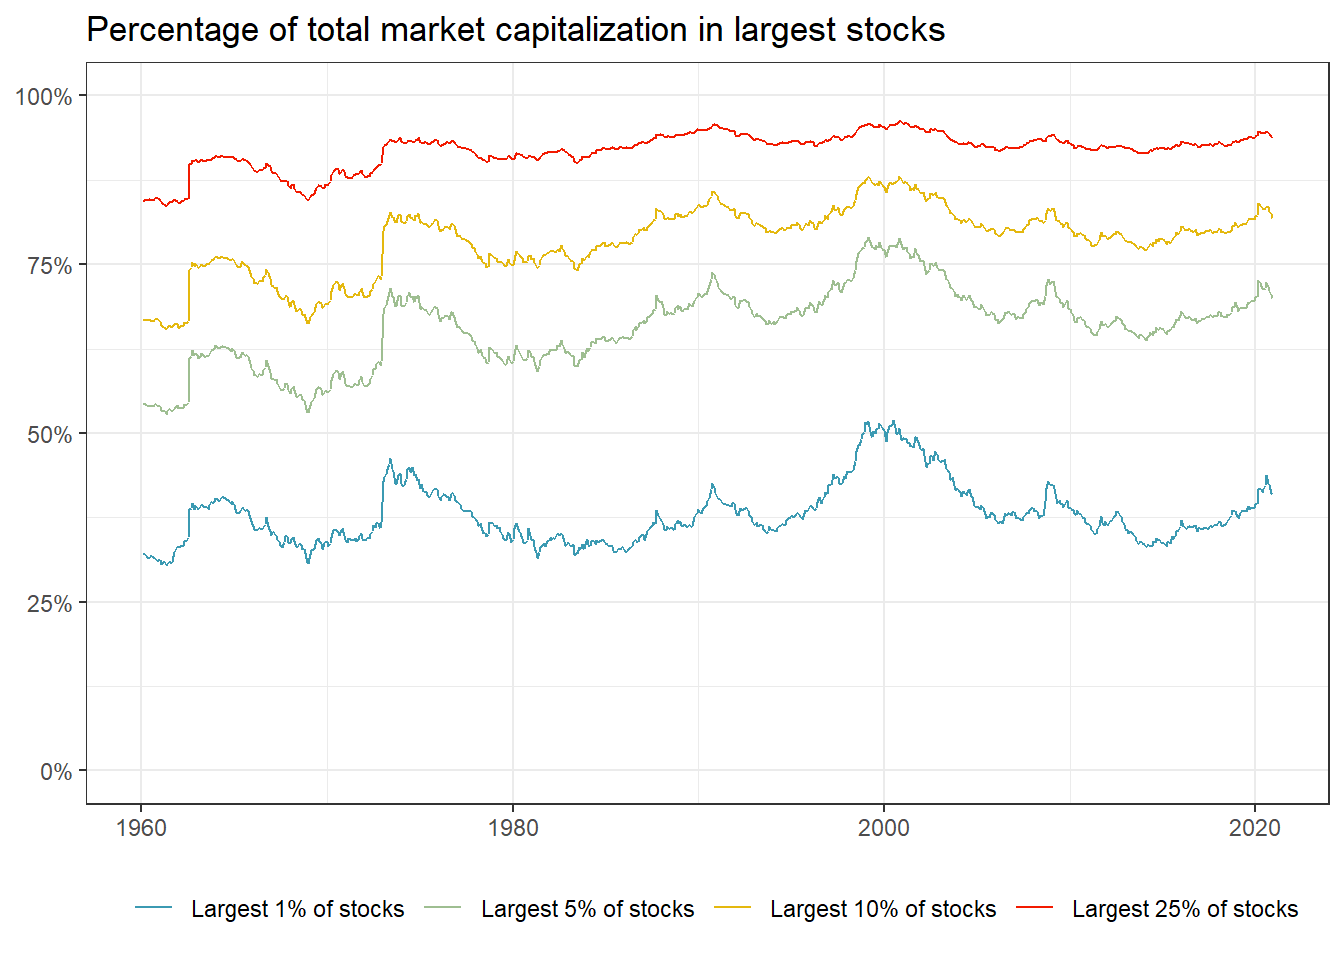 Percentage of total market capitalization in largest stocks
100%
75%
50%
25%
0%
1960 1980 2000 2020
Largest 1% of stocks Largest 5% of stocks Largest 10% of stocks Largest 25% of stocks